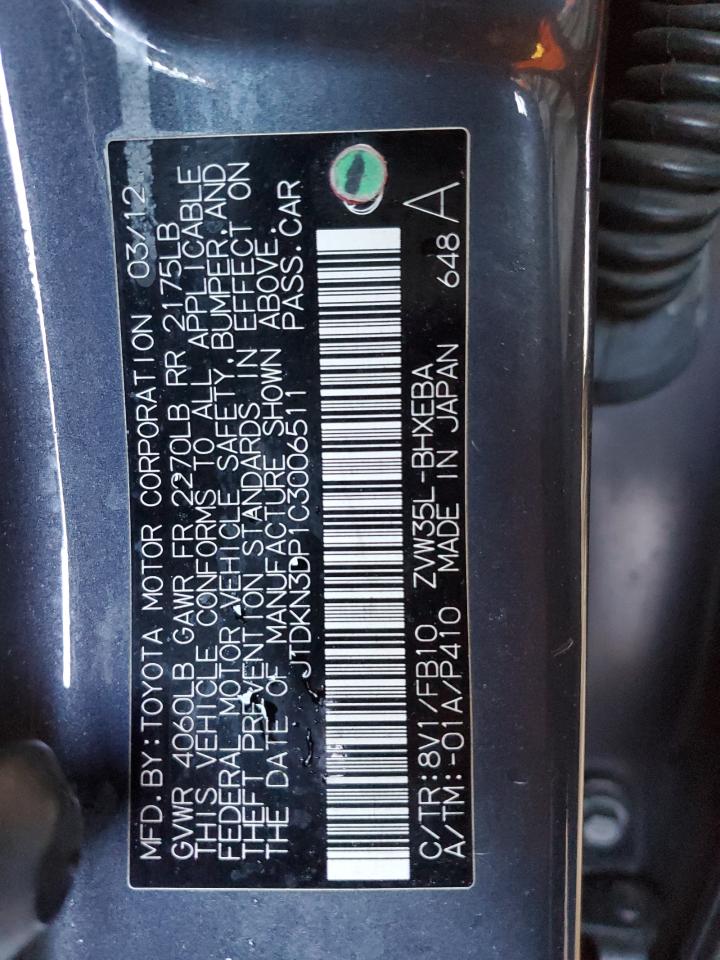 MFD. BY: TOYOTA MOTOR CORPORATION 03/12
GVWR 4060LB GAWR FR 2270LB RR 2175LB
THIS VEHICLE CONFORMS TO ALL APPLICABLE
FEDERAL MOTOR VEHICLE SAFETY, BUMPER, AND
THEFT PREVENTION STANDARDS IN EFFECT ON
THE DATE OF MANUFACTURE SHOWN ABOVE.
JTDKN3DP1C3006511 PASS. CAR
C/TR: 8V1/FB10 ZVW35L-BHXEBA
A/TM: -01A/P410 MADE IN JAPAN 648 A